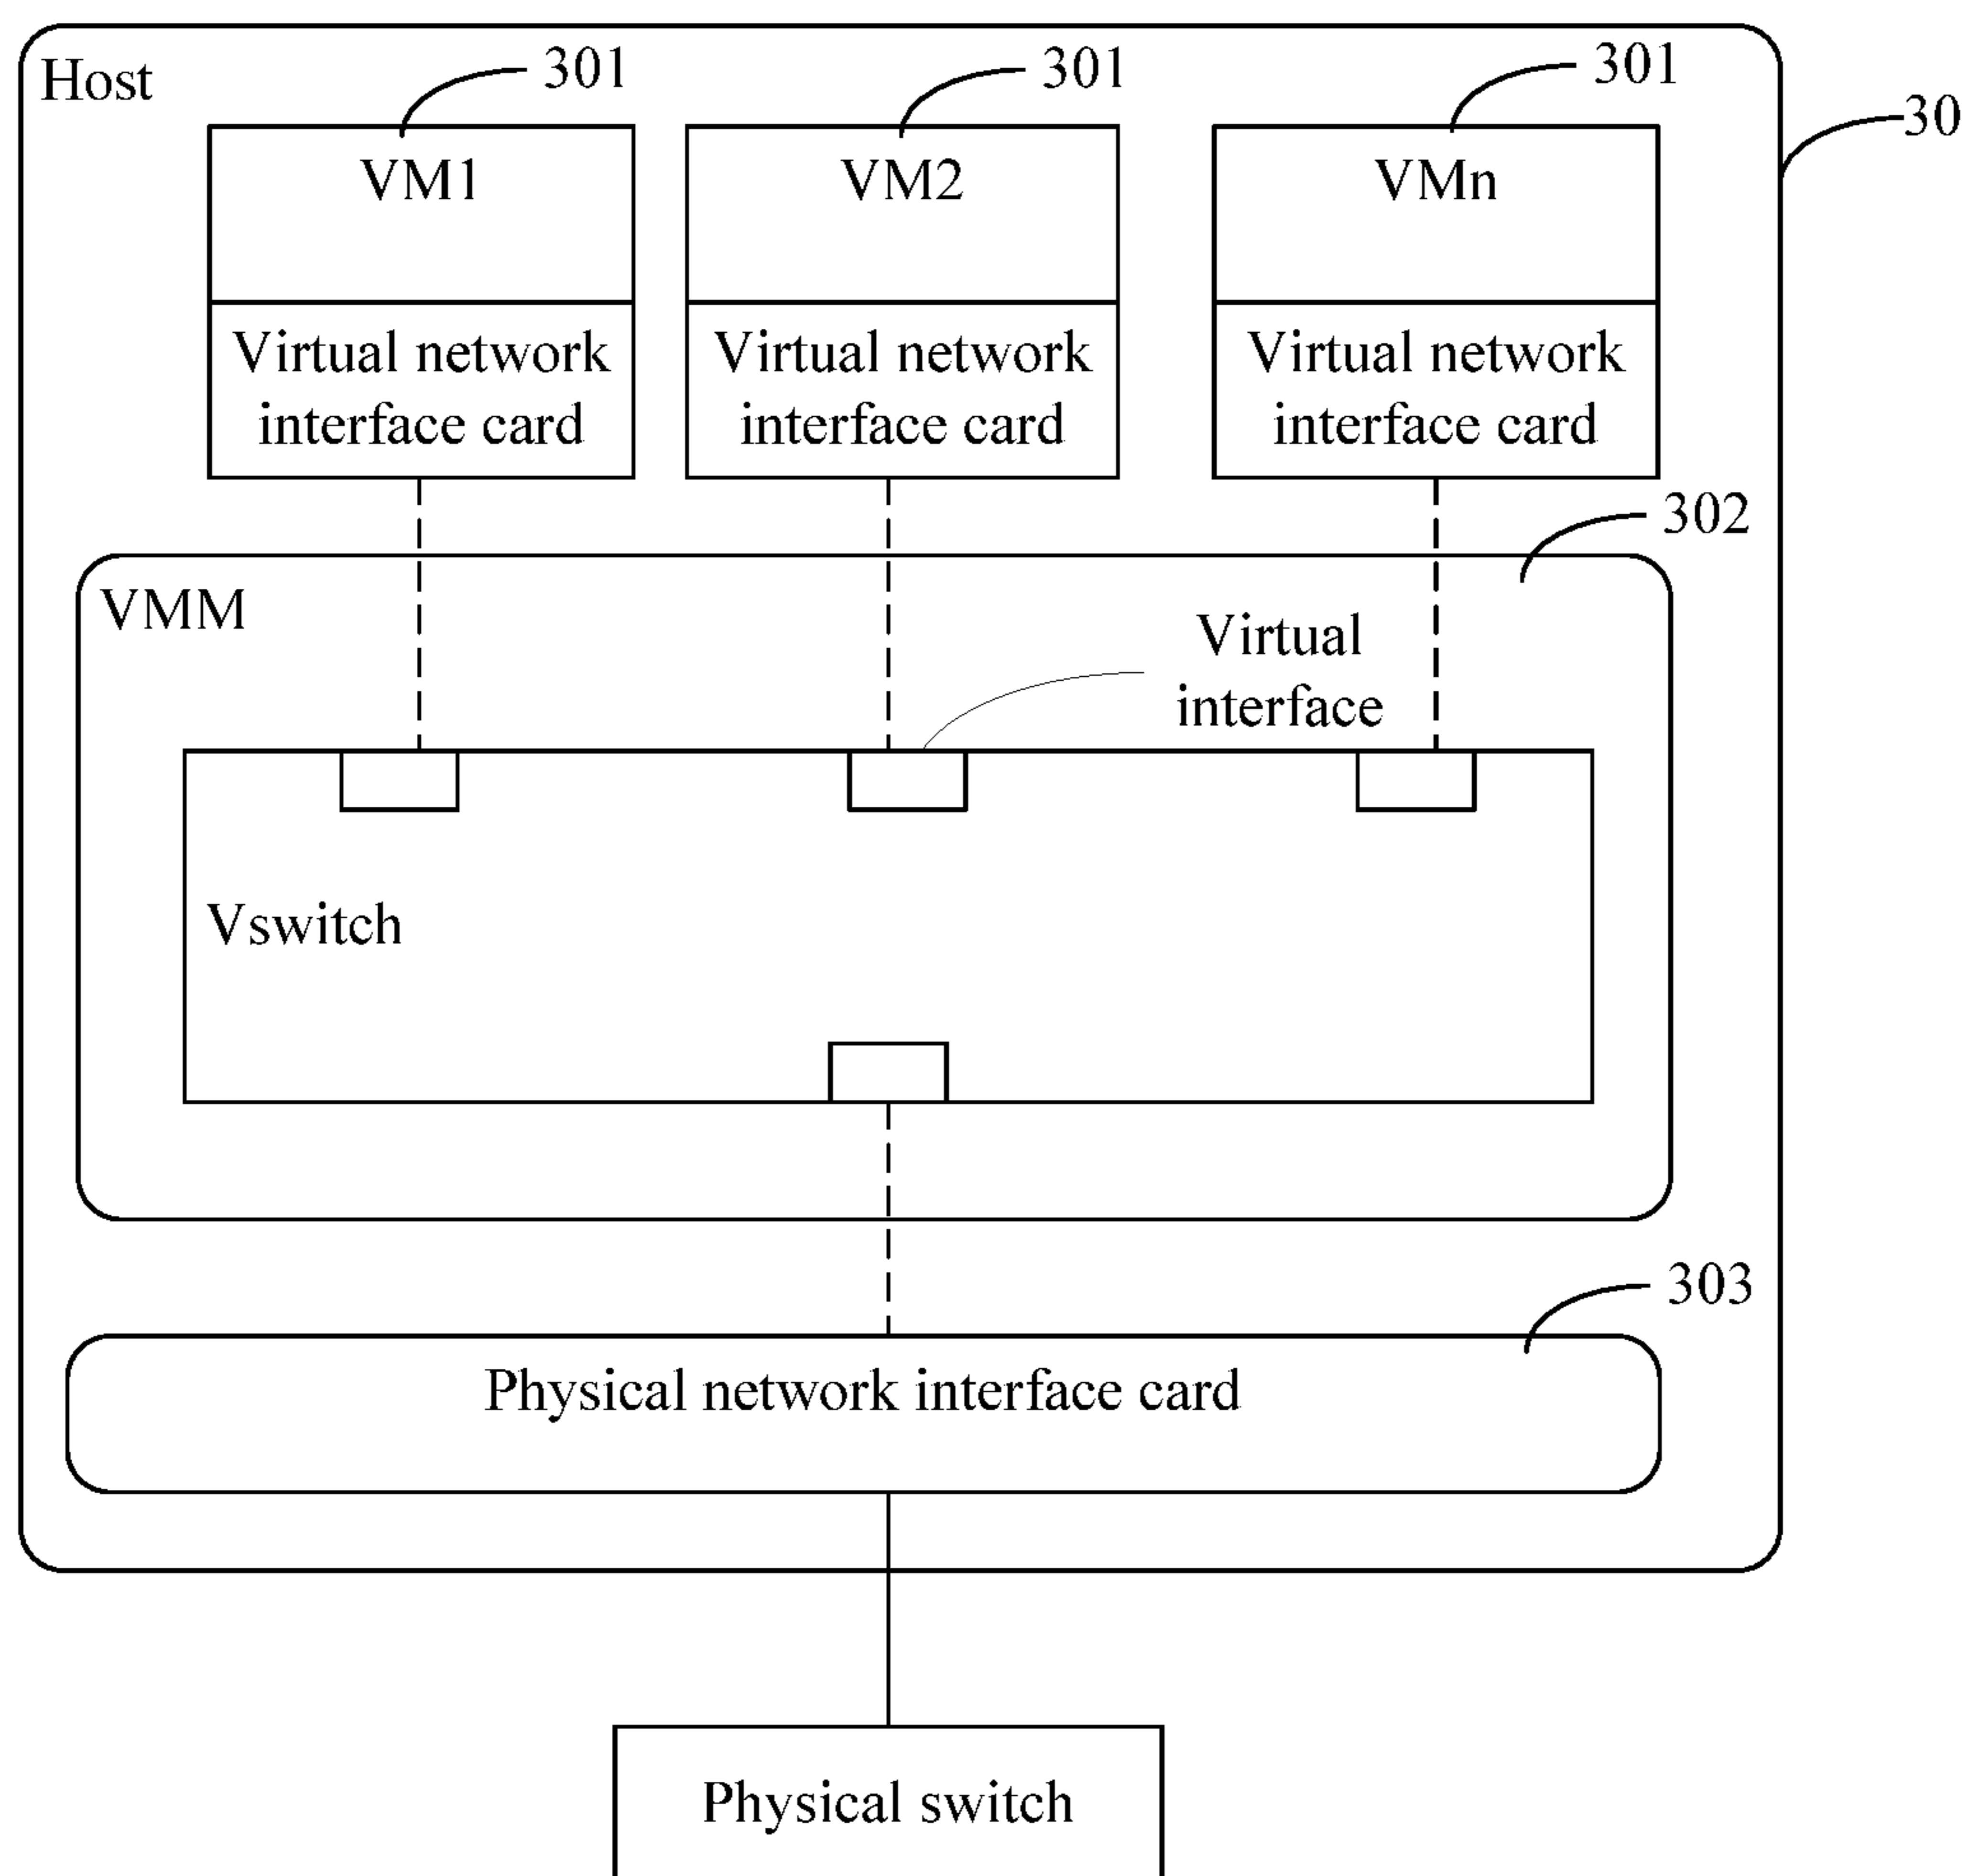 Host
301
301
301
30
VM1
VM2
VMn
Virtual network
interface card
Virtual network
interface card
Virtual network
interface card
302
VMM
Virtual
interface
Vswitch
303
Physical network interface card
Physical switch